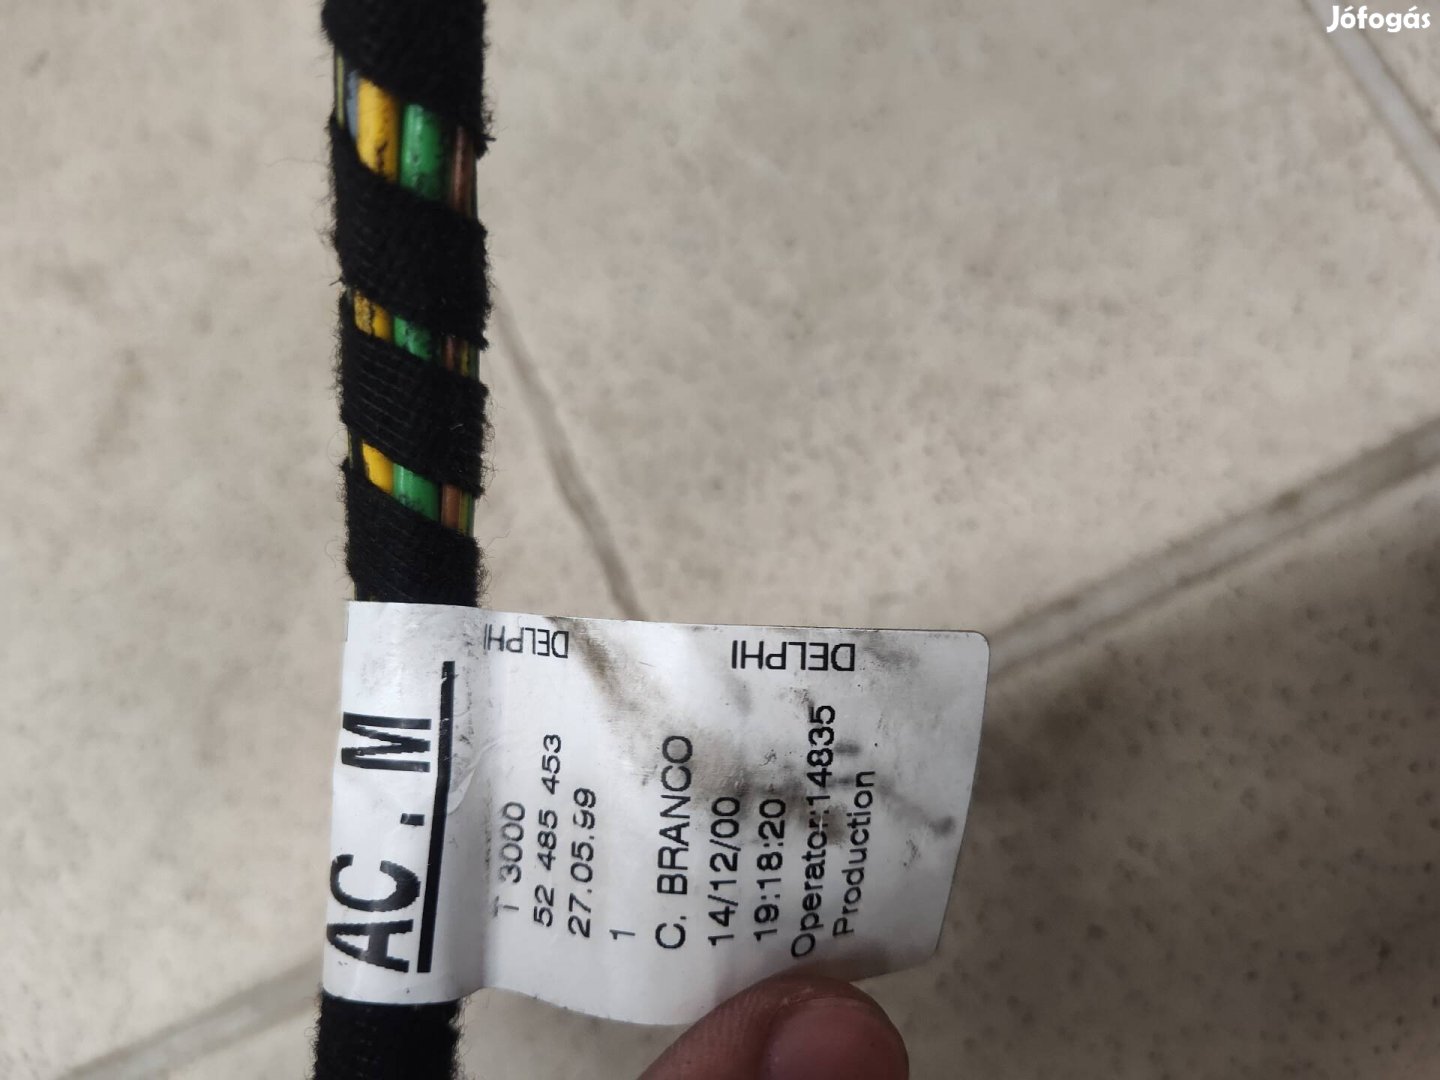 Jófogás
AC.M
DELPHI
DELPHI
T 3000
52 485 453
27.05.99
1
C. BRANCO
14/12/00
19:18:20
Operator:14835
Production